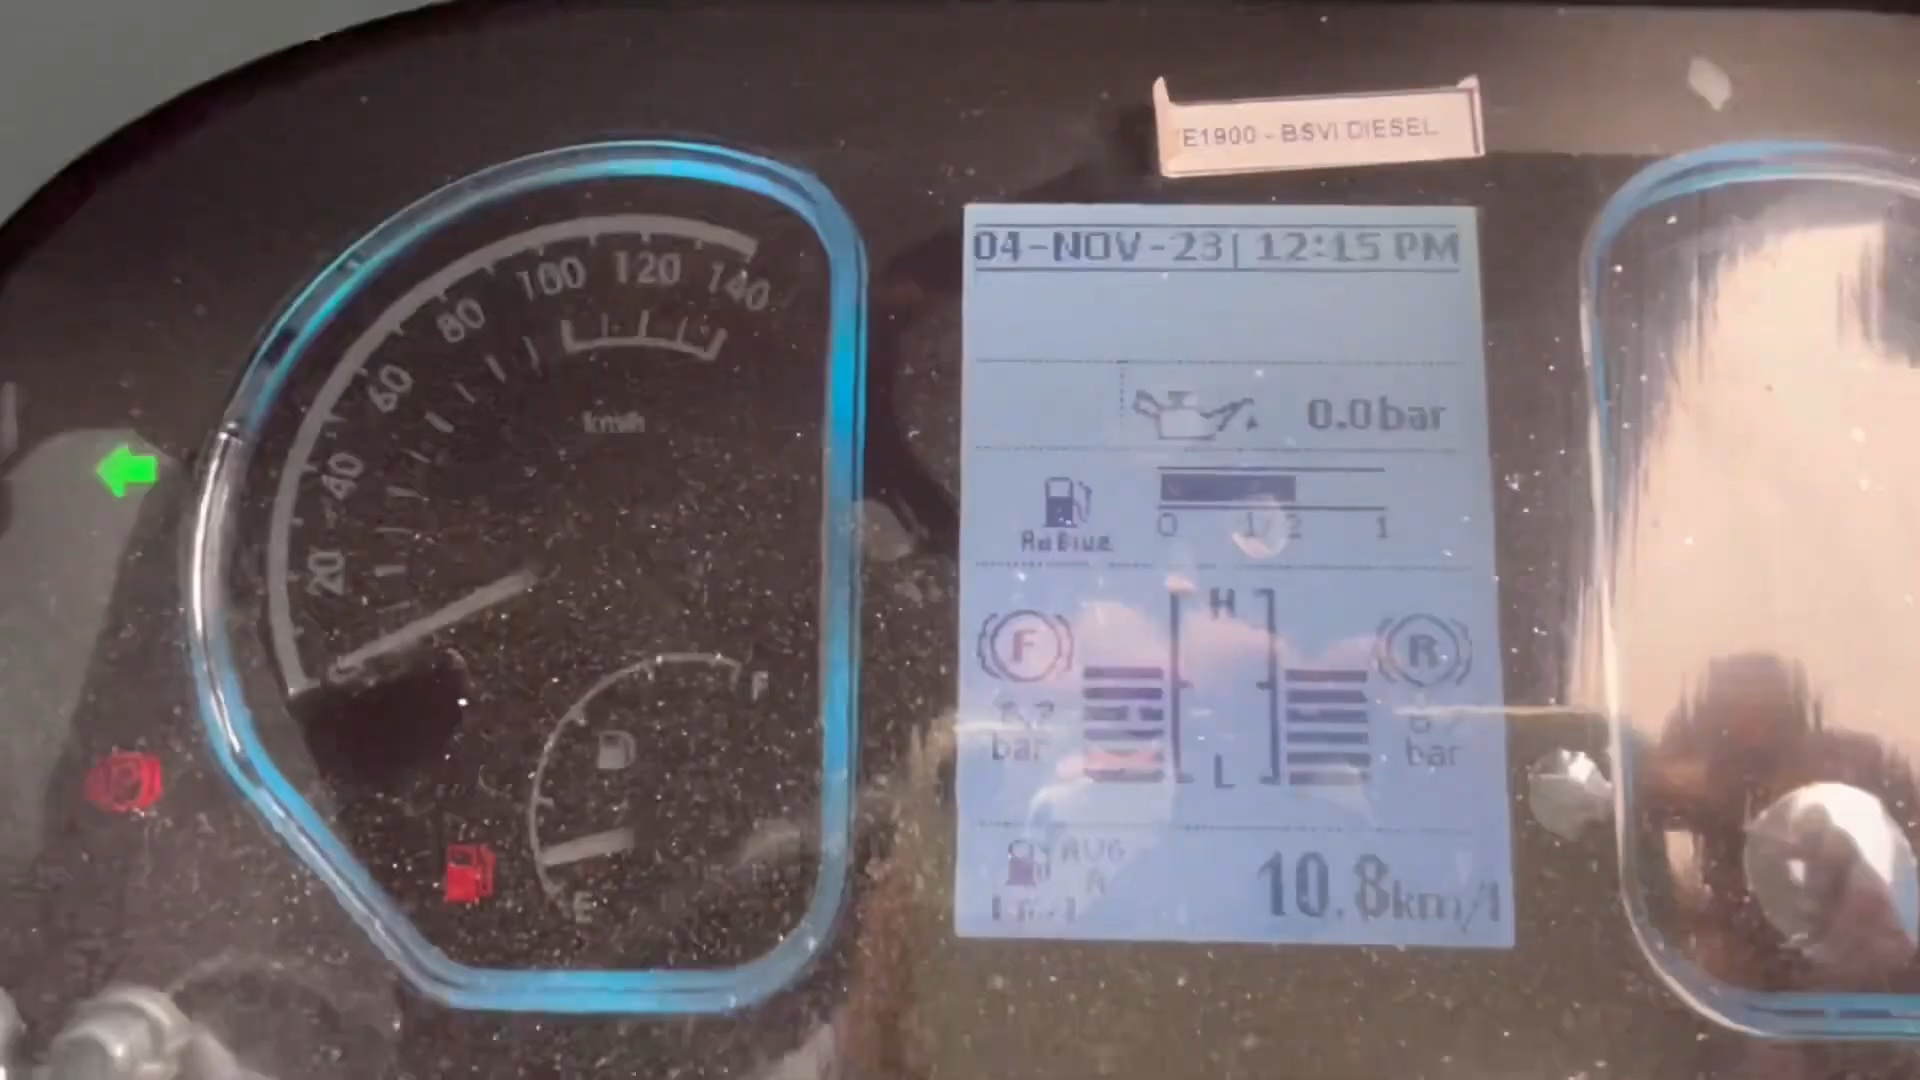 E1900 - BSVI DIESEL
04-NOV-23| 12:15 PM
0.0bar
0 1/2 1
AdBlue
140
120
100
80
60
40
20
0
km/h
F
E
F
H
R
bar
bar
L
AVG
10.8km/l